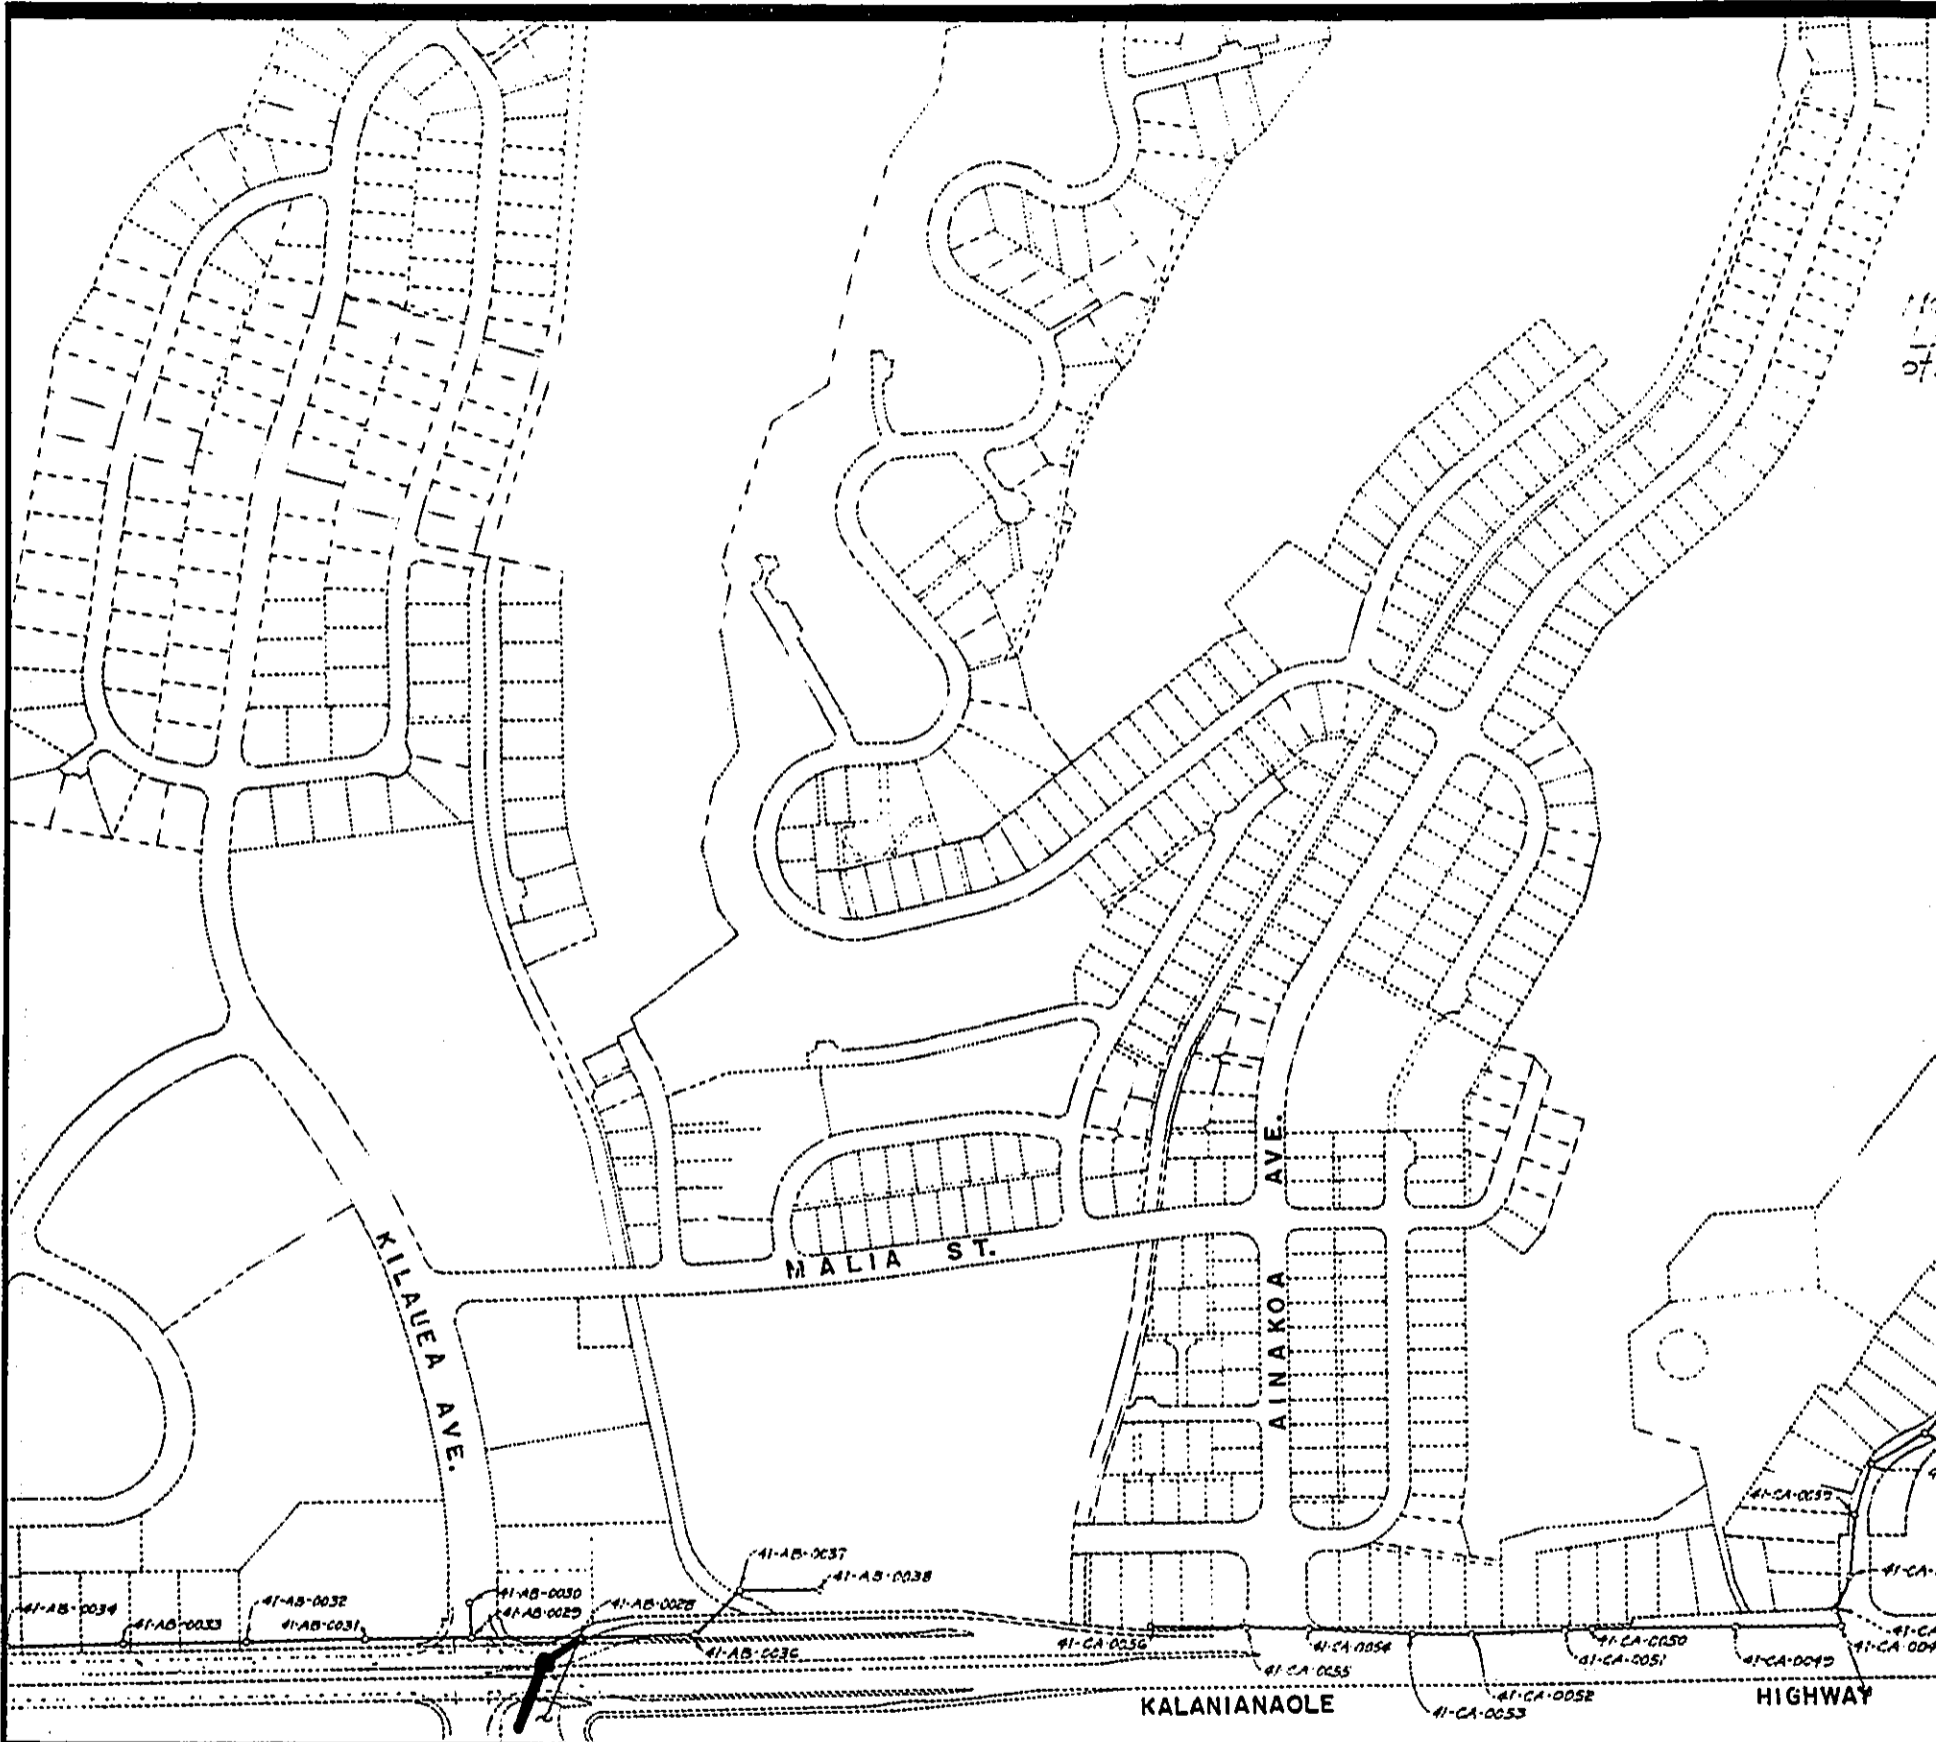 KILAUEA AVE.
MALIA ST.
AVE.
AINAKOA
41-CA-0059
41-AB-0037
41-AB-0038
41-AB-0034
41-AB-0033
41-AB-0032
41-AB-0031
41-AB-0030
41-AB-0029
41-AB-0028
41-AB-0036
41-CA-0056
41-CA-0055
41-CA-0054
41-CA-0053
41-CA-0052
41-CA-0051
41-CA-0050
41-CA-0049
KALANIANAOLE HIGHWAY